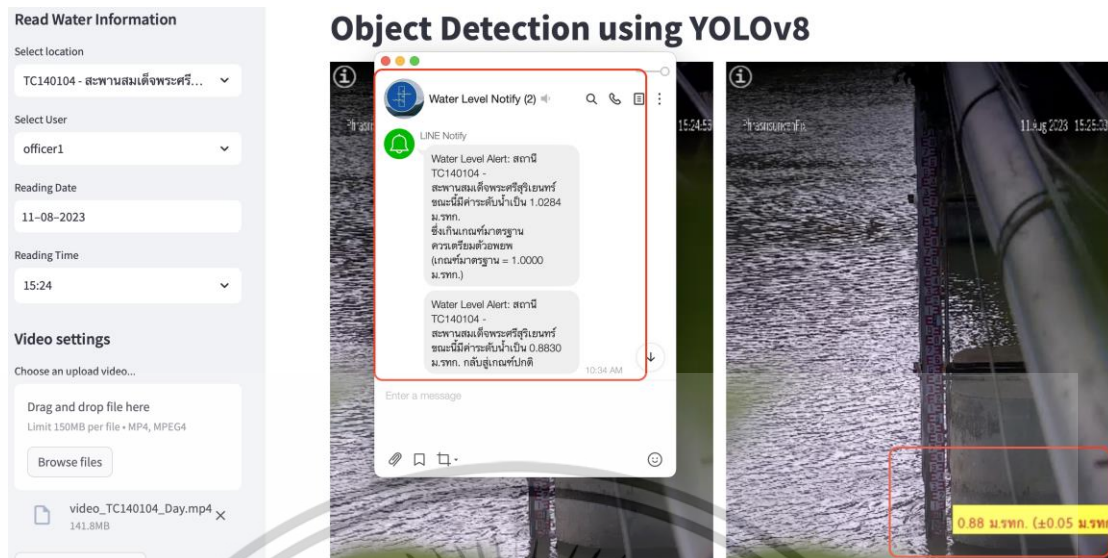 Read Water Information
Select location
TC140104 - สะพานสมเด็จพระศรี...
Select User
officer1
Reading Date
11-08-2023
Reading Time
15:24
Video settings
Choose an upload video...
Drag and drop file here
Limit 150MB per file • MP4, MPEG4
Browse files
video_TC140104_Day.mp4
141.8MB
Object Detection using YOLOv8
Water Level Notify (2)
LINE Notify
Water Level Alert: สถานี
TC140104 -
สะพานสมเด็จพระศรีสุริเยนทร์
ขณะนี้มีค่าระดับน้ำเป็น 1.0284
ม.รทก.
ซึ่งเกินเกณฑ์มาตรฐาน
ควรเตรียมตัวอพยพ
(เกณฑ์มาตรฐาน = 1.0000
ม.รทก.)
Water Level Alert: สถานี
TC140104 -
สะพานสมเด็จพระศรีสุริเยนทร์
ขณะนี้มีค่าระดับน้ำเป็น 0.8830
ม.รทก. กลับสู่เกณฑ์ปกติ
10:34 AM
Enter a message
15:24:53
11 Aug 2023 15:25:03
0.88 ม.รทก. (±0.05 ม.รทก